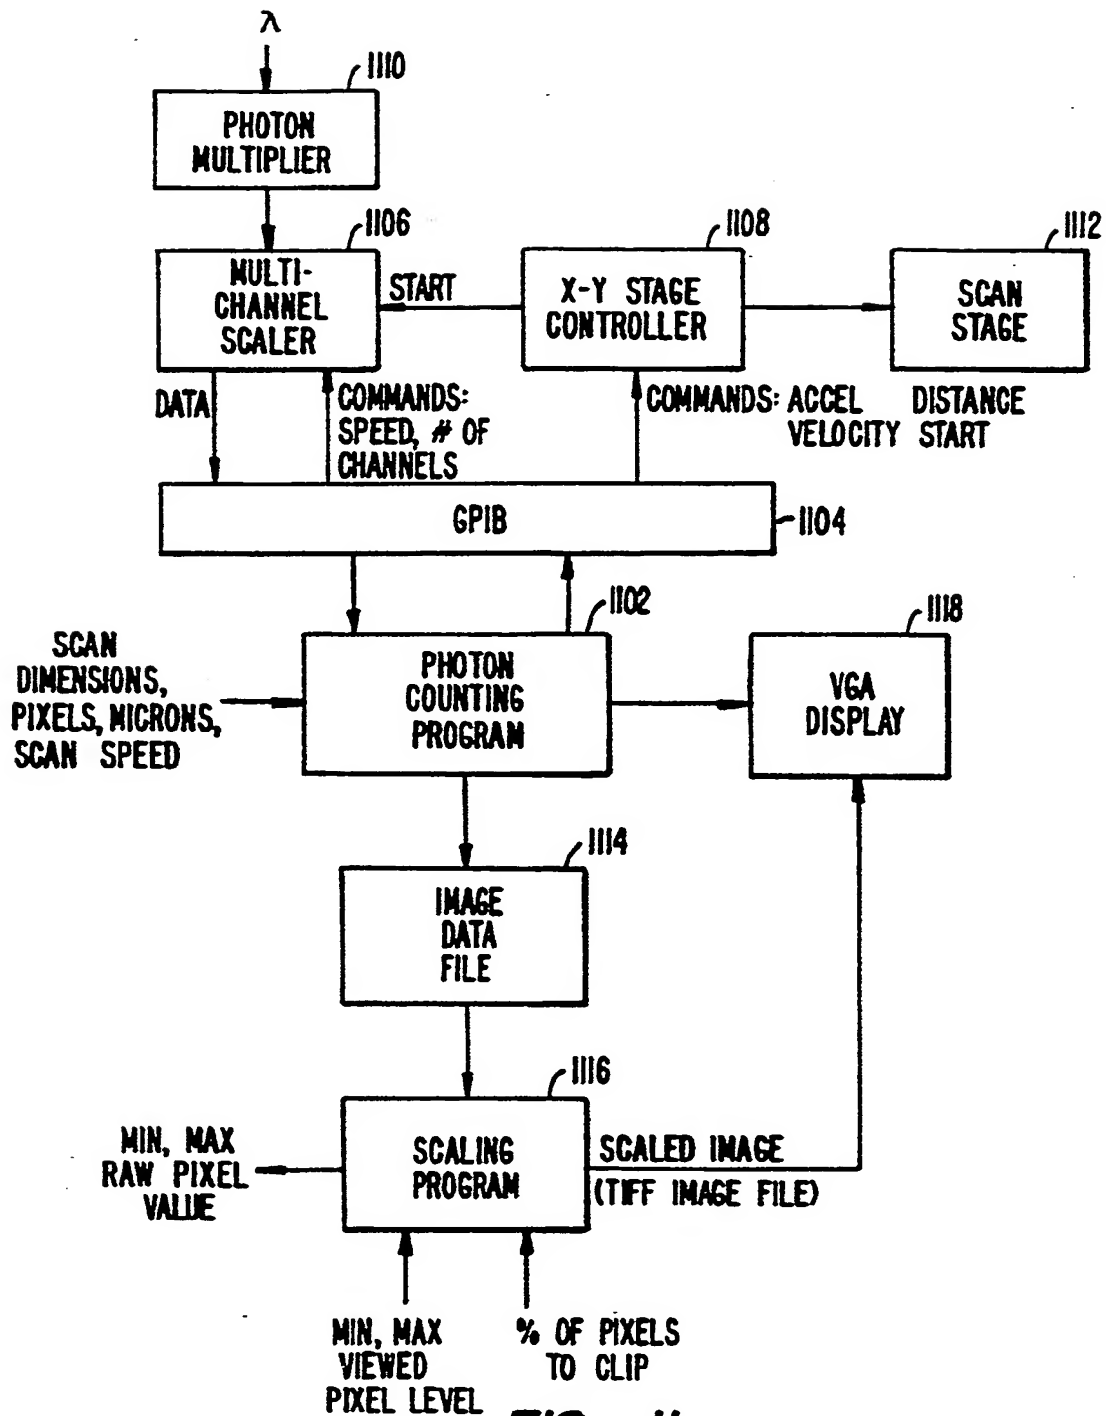 λ
1110
PHOTON
MULTIPLIER
1106
MULTI-
CHANNEL
SCALER
START
1108
X-Y STAGE
CONTROLLER
1112
SCAN
STAGE
DATA
COMMANDS:
SPEED, # OF
CHANNELS
COMMANDS: ACCEL DISTANCE
VELOCITY START
GPIB
1104
1102
PHOTON
COUNTING
PROGRAM
SCAN
DIMENSIONS,
PIXELS, MICRONS,
SCAN SPEED
1118
VGA
DISPLAY
1114
IMAGE
DATA
FILE
1116
SCALING
PROGRAM
MIN, MAX
RAW PIXEL
VALUE
SCALED IMAGE
(TIFF IMAGE FILE)
MIN, MAX
VIEWED
PIXEL LEVEL
% OF PIXELS
TO CLIP